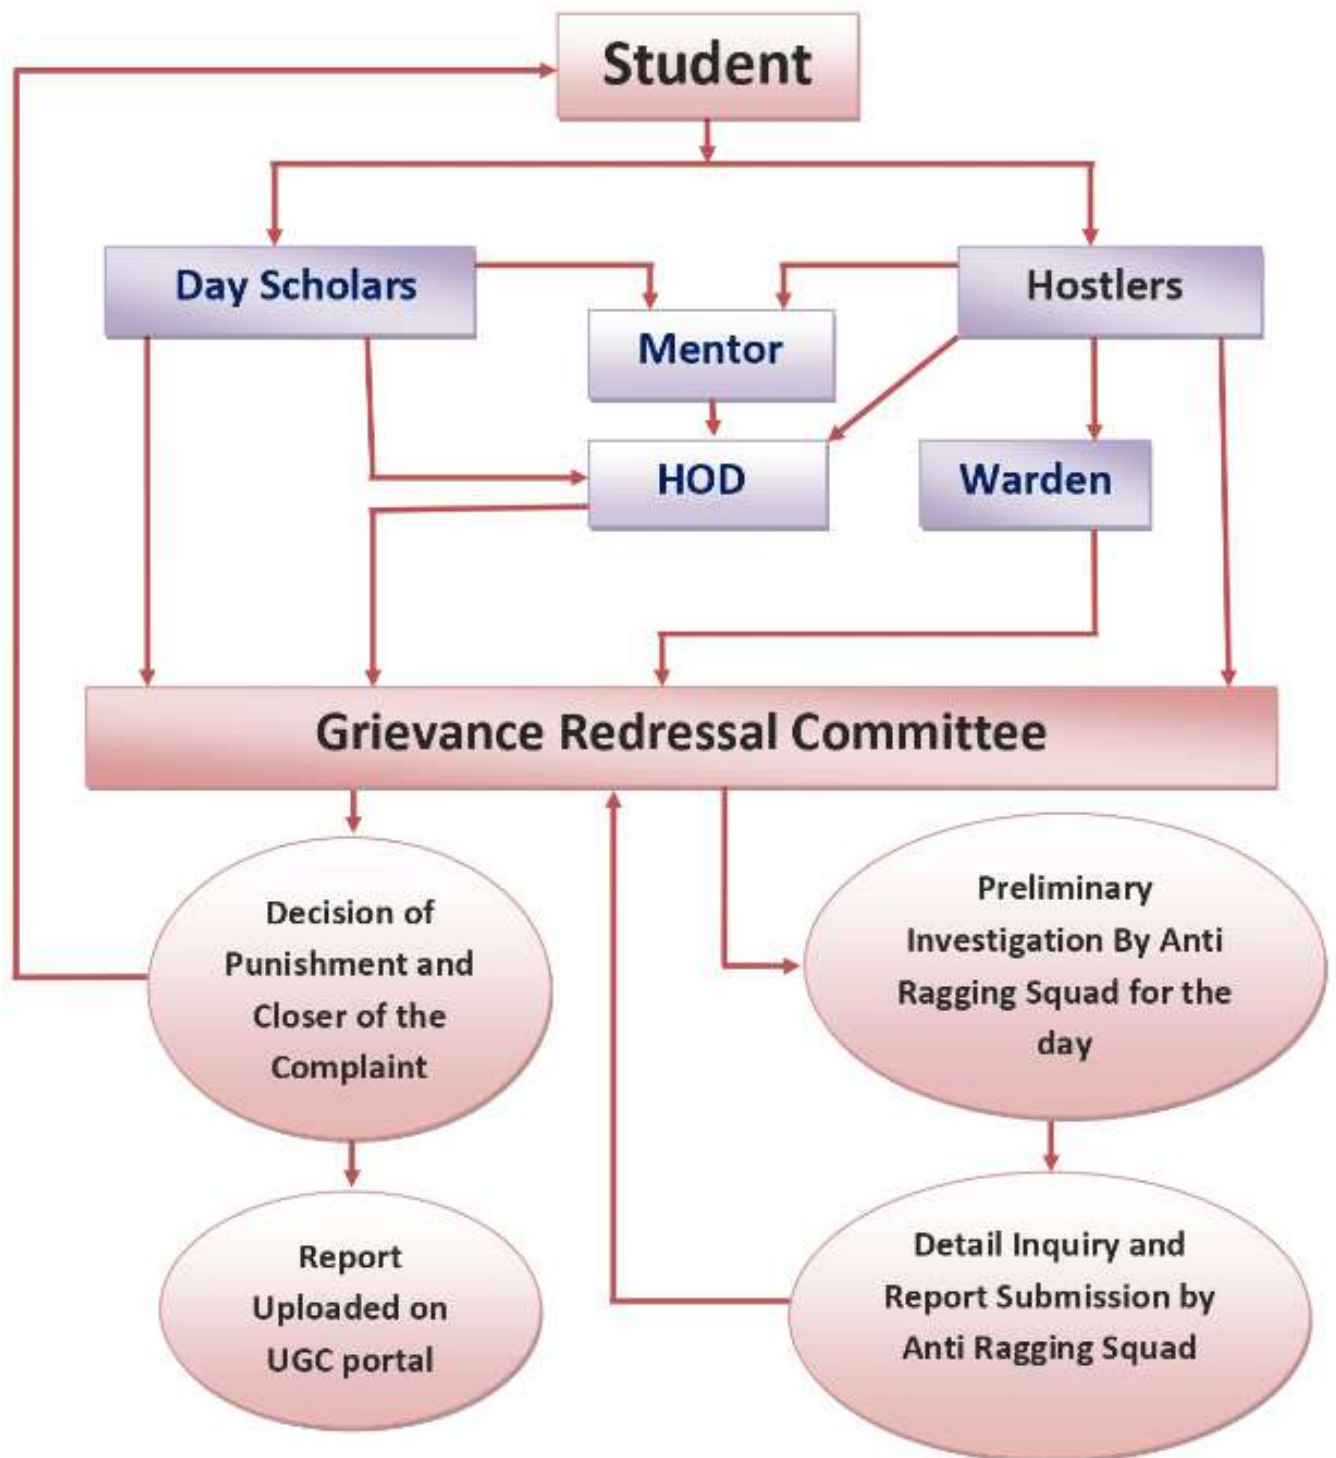 Student
Day Scholars
Hostlers
Mentor
HOD
Warden
Grievance Redressal Committee
Decision of
Punishment and
Closer of the
Complaint
Preliminary
Investigation By Anti
Ragging Squad for the
day
Report
Uploaded on
UGC portal
Detail Inquiry and
Report Submission by
Anti Ragging Squad